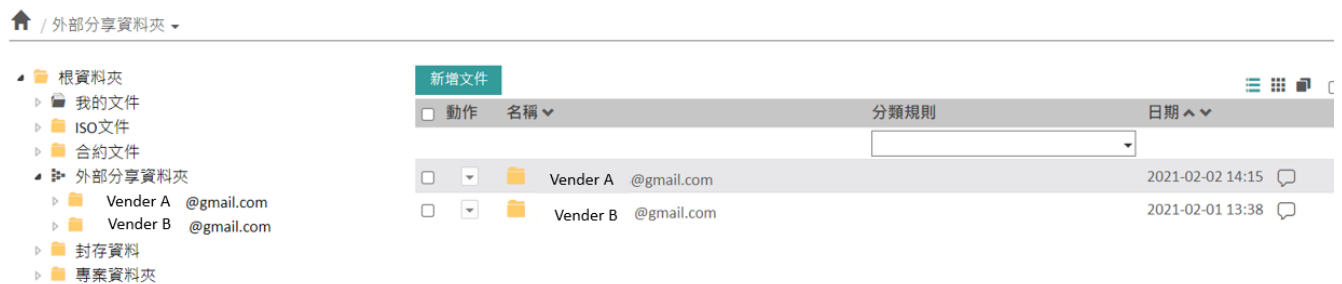 / 外部分享資料夾
根資料夾
我的文件
ISO文件
合約文件
外部分享資料夾
Vender A @gmail.com
Vender B @gmail.com
封存資料
專案資料夾
新增文件
動作 名稱 分類規則 日期
Vender A @gmail.com 2021-02-02 14:15
Vender B @gmail.com 2021-02-01 13:38